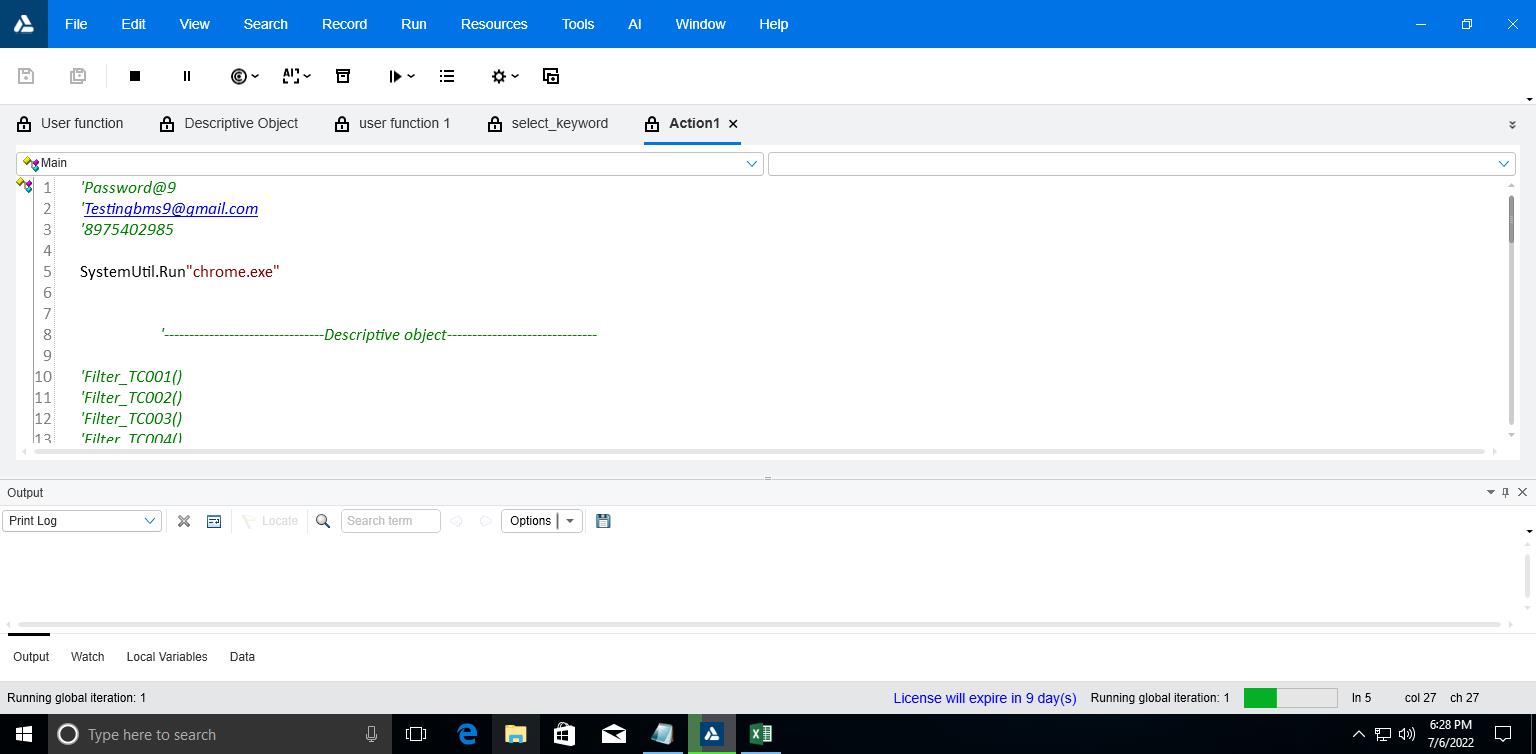 File Edit View Search Record Run Resources Tools AI Window Help
User function Descriptive Object user function 1 select_keyword Action1
Main
1 'Password@9
2 'Testingbms9@gmail.com
3 '8975402985
4
5 SystemUtil.Run"chrome.exe"
6
7
8 '--------------------------------Descriptive object------------------------------
9
10 'Filter_TC001()
11 'Filter_TC002()
12 'Filter_TC003()
13 'Filter_TC004()
Output
Print Log Locate Search term Options
Output Watch Local Variables Data
Running global iteration: 1 License will expire in 9 day(s) Running global iteration: 1 ln 5 col 27 ch 27
Type here to search
6:28 PM
7/6/2022